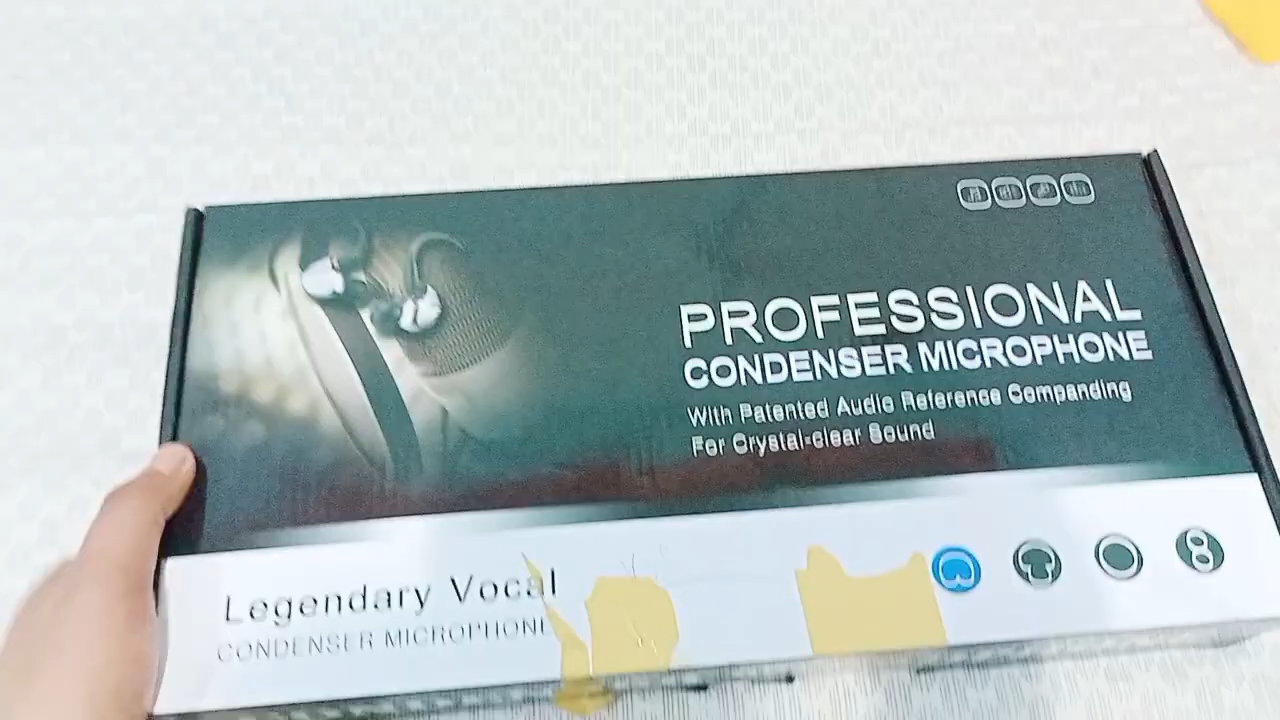 PROFESSIONAL
CONDENSER MICROPHONE
With Patented Audio Reference Companding
For Crystal-clear Sound
Legendary Vocal
CONDENSER MICROPHONE